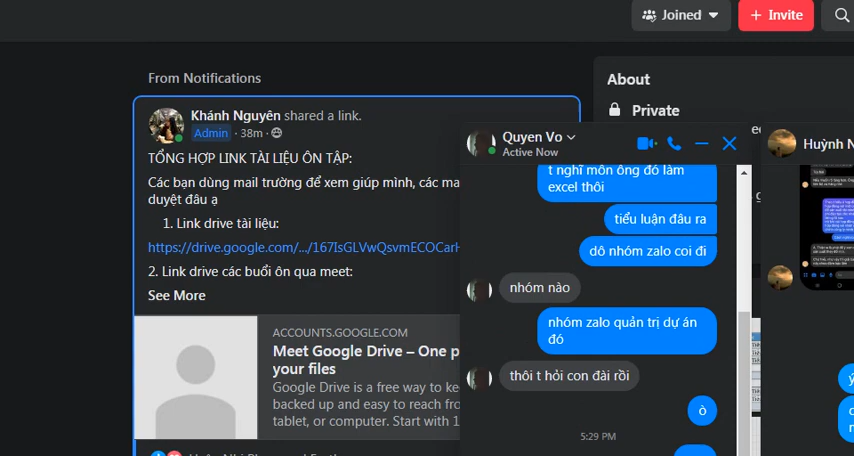 Joined
+ Invite
From Notifications
Khánh Nguyên shared a link.
Admin · 38m ·
TỔNG HỢP LINK TÀI LIỆU ÔN TẬP:
Các bạn dùng mail trường để xem giúp mình, các ma
duyệt đâu ạ
1. Link drive tài liệu:
https://drive.google.com/.../167IsGLVwQsvmECOCarH
2. Link drive các buổi ôn qua meet:
See More
ACCOUNTS.GOOGLE.COM
Meet Google Drive – One p
your files
Google Drive is a free way to kee
backed up and easy to reach fro
tablet, or computer. Start with 1
About
Private
Quyen Vo
Active Now
t nghĩ môn ông đó làm
excel thôi
tiểu luận đâu ra
dô nhóm zalo coi đi
nhóm nào
nhóm zalo quản trị dự án
đó
thôi t hỏi con đài rồi
ò
5:29 PM
Huỳnh N